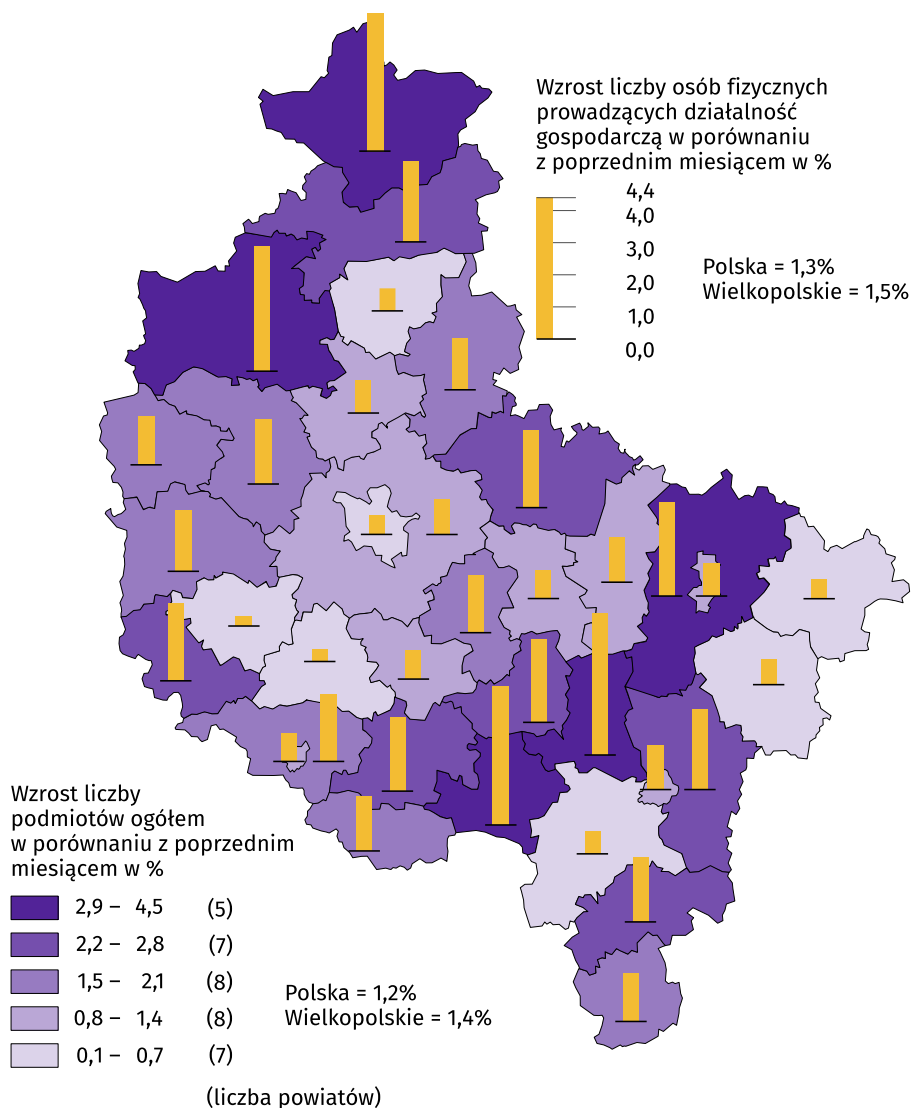 Wzrost liczby osób fizycznych
prowadzących działalność
gospodarczą w porównaniu
z poprzednim miesiącem w %
4,4
4,0
3,0
2,0
1,0
0,0
Polska = 1,3%
Wielkopolskie = 1,5%
Wzrost liczby
podmiotów ogółem
w porównaniu z poprzednim
miesiącem w %
2,9 – 4,5 (5)
2,2 – 2,8 (7)
1,5 – 2,1 (8)
0,8 – 1,4 (8)
0,1 – 0,7 (7)
(liczba powiatów)
Polska = 1,2%
Wielkopolskie = 1,4%